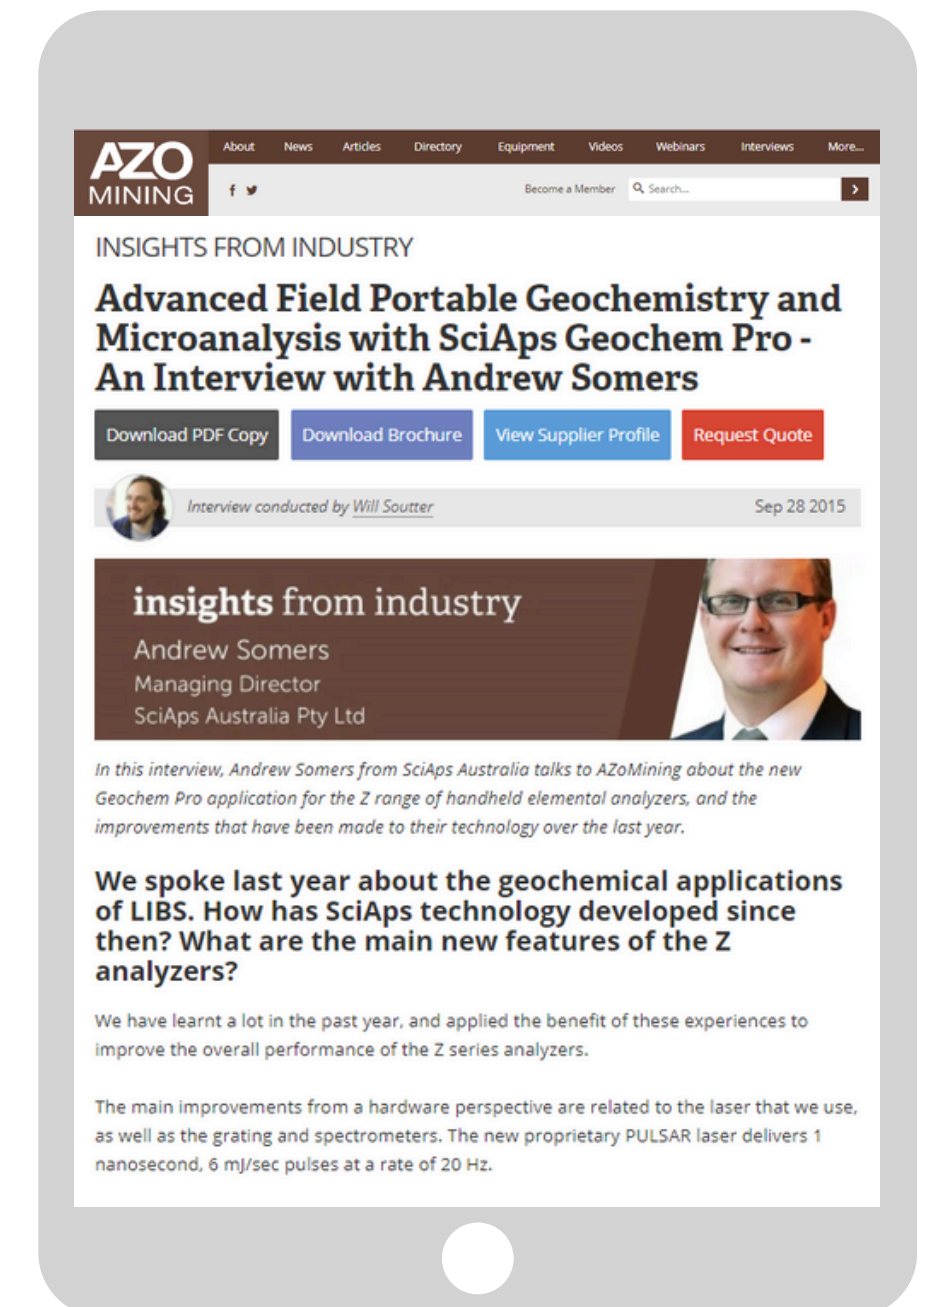 AZO
MINING
About News Articles Directory Equipment Videos Webinars Interviews More...
Become a Member Search...
INSIGHTS FROM INDUSTRY
Advanced Field Portable Geochemistry and
Microanalysis with SciAps Geochem Pro -
An Interview with Andrew Somers
Download PDF Copy Download Brochure View Supplier Profile Request Quote
Interview conducted by Will Soutter Sep 28 2015
insights from industry
Andrew Somers
Managing Director
SciAps Australia Pty Ltd
In this interview, Andrew Somers from SciAps Australia talks to AZoMining about the new
Geochem Pro application for the Z range of handheld elemental analyzers, and the
improvements that have been made to their technology over the last year.
We spoke last year about the geochemical applications
of LIBS. How has SciAps technology developed since
then? What are the main new features of the Z
analyzers?
We have learnt a lot in the past year, and applied the benefit of these experiences to
improve the overall performance of the Z series analyzers.
The main improvements from a hardware perspective are related to the laser that we use,
as well as the grating and spectrometers. The new proprietary PULSAR laser delivers 1
nanosecond, 6 mJ/sec pulses at a rate of 20 Hz.